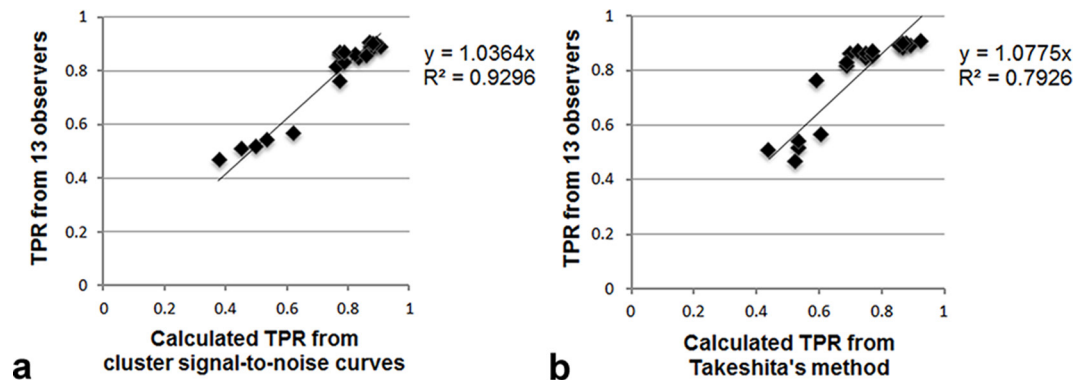 1
0.8
0.6
0.4
0.2
0
0 0.2 0.4 0.6 0.8 1
TPR from 13 observers
y = 1.0364x
R² = 0.9296
Calculated TPR from
cluster signal-to-noise curves
a
1
0.8
0.6
0.4
0.2
0
0 0.2 0.4 0.6 0.8 1
TPR from 13 observers
y = 1.0775x
R² = 0.7926
Calculated TPR from
Takeshita's method
b